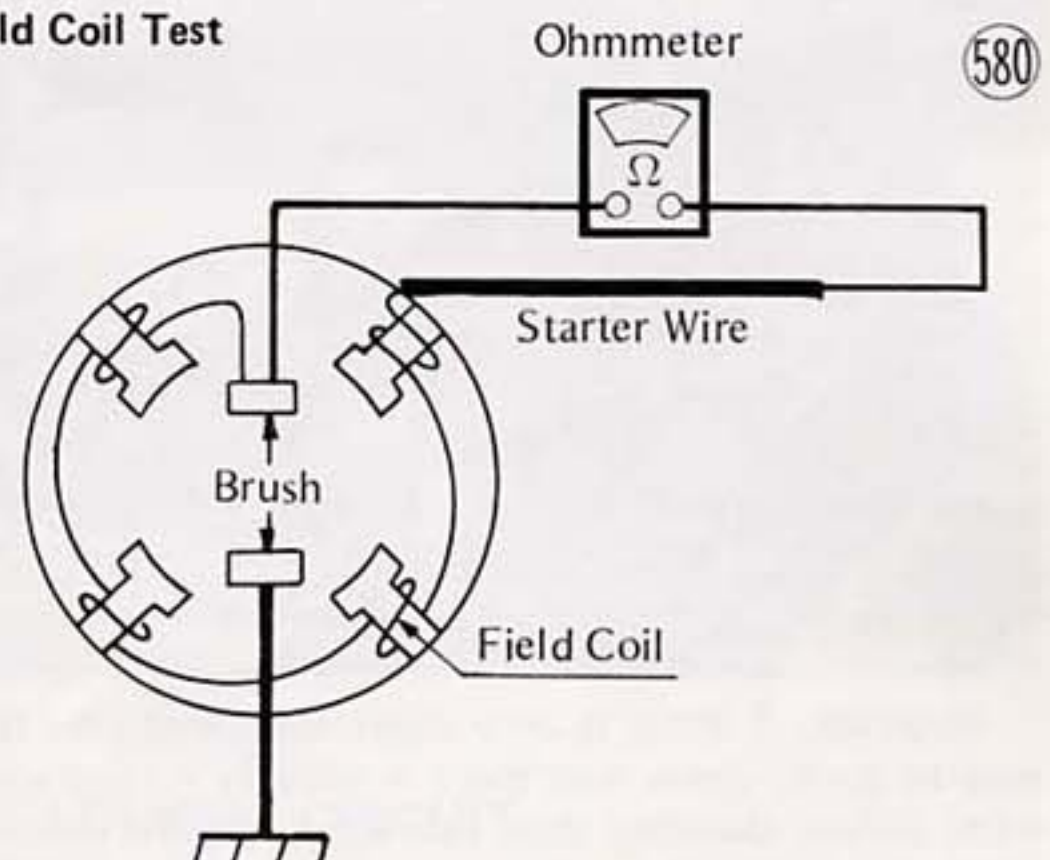 ld Coil Test
Ohmmeter
580
Ω
Starter Wire
Brush
Field Coil